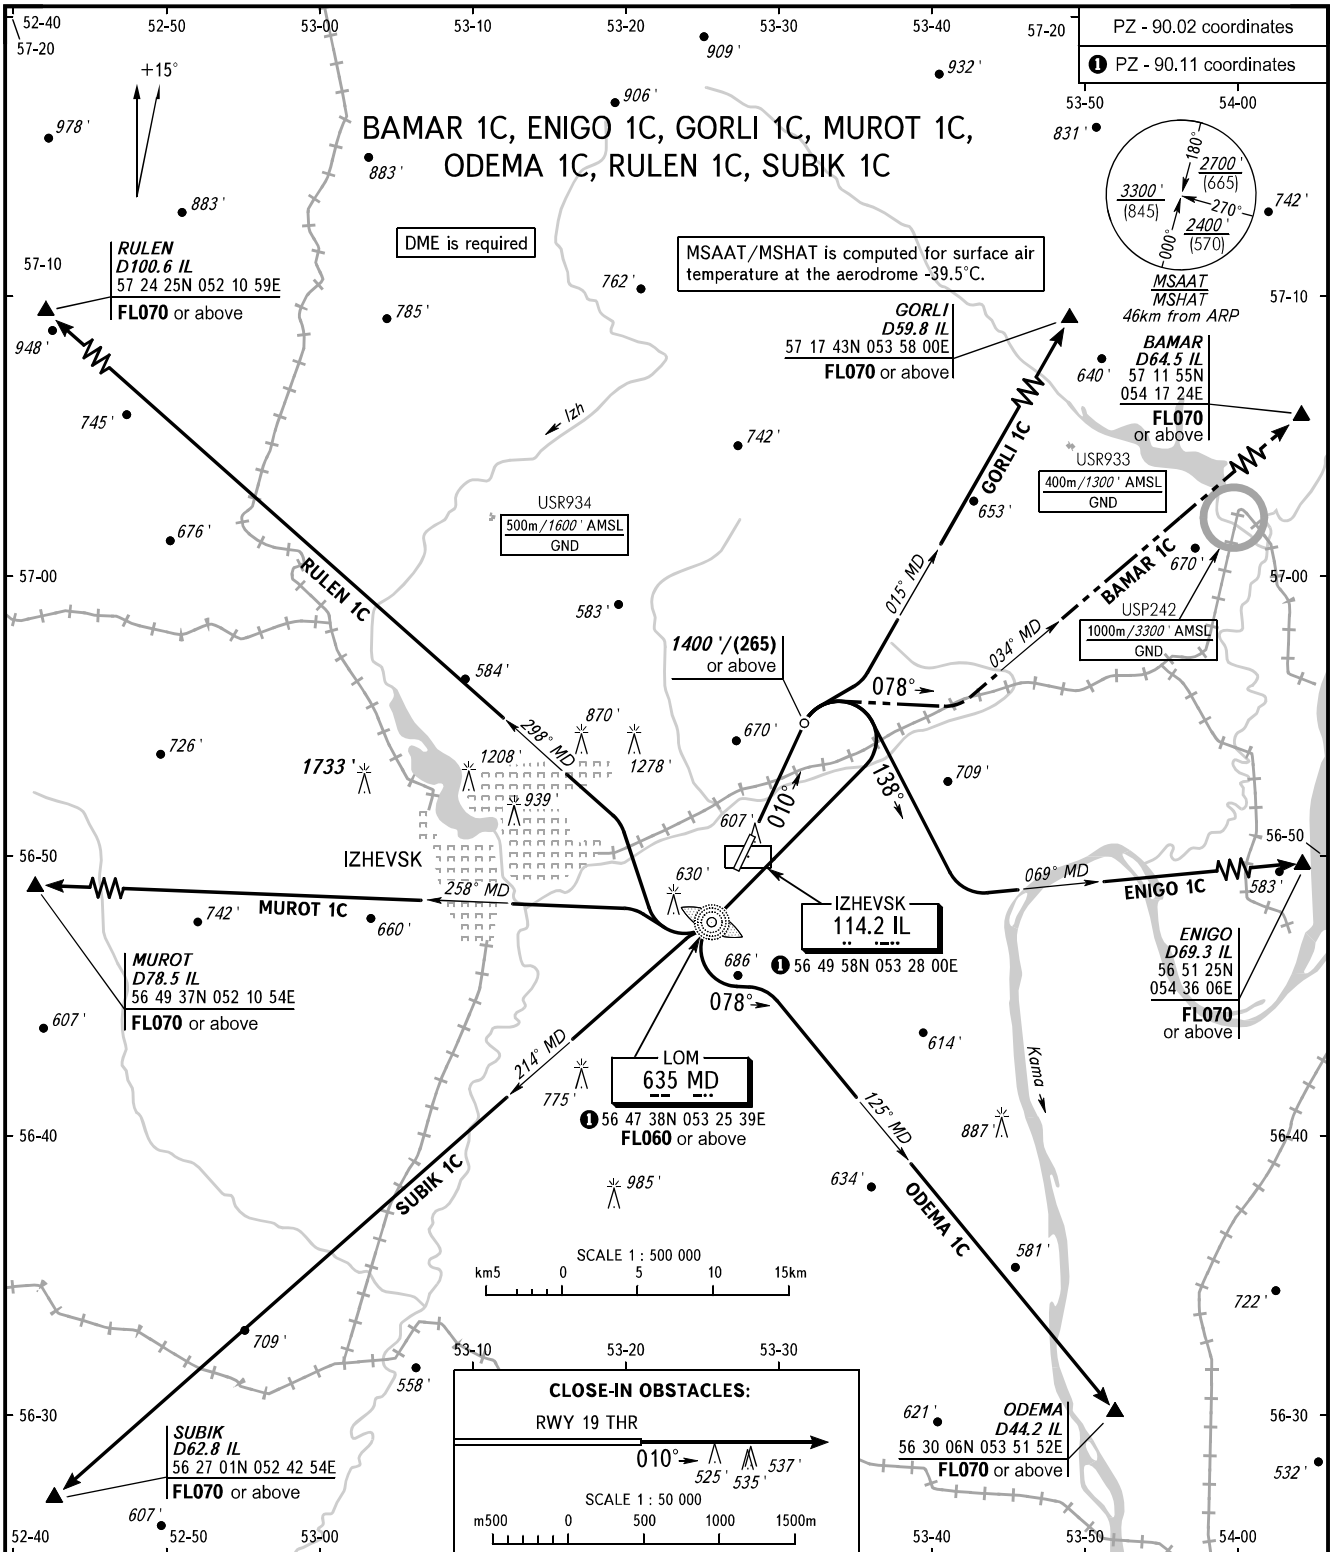 52-40
52-50
53-00
53-10
53-20
53-30
53-40
57-20
57-20
PZ - 90.02 coordinates
1 PZ - 90.11 coordinates
53-50
54-00
+15°
909 '
932 '
906 '
978 '
831 '
883 '
883 '
BAMAR 1C, ENIGO 1C, GORLI 1C, MUROT 1C,
ODEMA 1C, RULEN 1C, SUBIK 1C
180°
2700 '
(665)
3300 '
(845)
270°
2400 '
(570)
000°
742 '
MSAAT
MSHAT
46km from ARP
DME is required
MSAAT/MSHAT is computed for surface air
temperature at the aerodrome -39.5°C.
RULEN
D100.6 IL
57 24 25N 052 10 59E
FL070 or above
57-10
57-10
762 '
785 '
948 '
745 '
GORLI
D59.8 IL
57 17 43N 053 58 00E
FL070 or above
BAMAR
D64.5 IL
57 11 55N
054 17 24E
FL070
or above
640 '
Izh
742 '
GORLI 1C
USR933
400m/1300 ' AMSL
GND
653 '
USR934
500m/1600 ' AMSL
GND
676 '
670 '
57-00
57-00
RULEN 1C
583 '
015° MD
BAMAR 1C
USP242
1000m/3300 ' AMSL
GND
034° MD
1400 '/(265)
or above
078°
584 '
298° MD
870 '
1278 '
670 '
726 '
1733 '
1208 '
939 '
709 '
138°
010°
607 '
56-50
56-50
IZHEVSK
630 '
258° MD
MUROT 1C
742 '
660 '
IZHEVSK
114.2 IL
1 56 49 58N 053 28 00E
069° MD
ENIGO 1C
583 '
MUROT
D78.5 IL
56 49 37N 052 10 54E
FL070 or above
686 '
078°
ENIGO
D69.3 IL
56 51 25N
054 36 06E
FL070
or above
607 '
614 '
214° MD
LOM
635 MD
1 56 47 38N 053 25 39E
FL060 or above
775 '
125° MD
Kama
887 '
56-40
56-40
SUBIK 1C
985 '
634 '
ODEMA 1C
SCALE 1 : 500 000
km5
0
5
10
15km
581 '
722 '
709 '
558 '
53-10
53-20
53-30
CLOSE-IN OBSTACLES:
RWY 19 THR
010°
525 '
535 '
537 '
SCALE 1 : 50 000
m500
0
500
1000
1500m
56-30
56-30
SUBIK
D62.8 IL
56 27 01N 052 42 54E
FL070 or above
621 '
ODEMA
D44.2 IL
56 30 06N 053 51 52E
FL070 or above
532 '
607 '
52-40
52-50
53-00
53-40
53-50
54-00